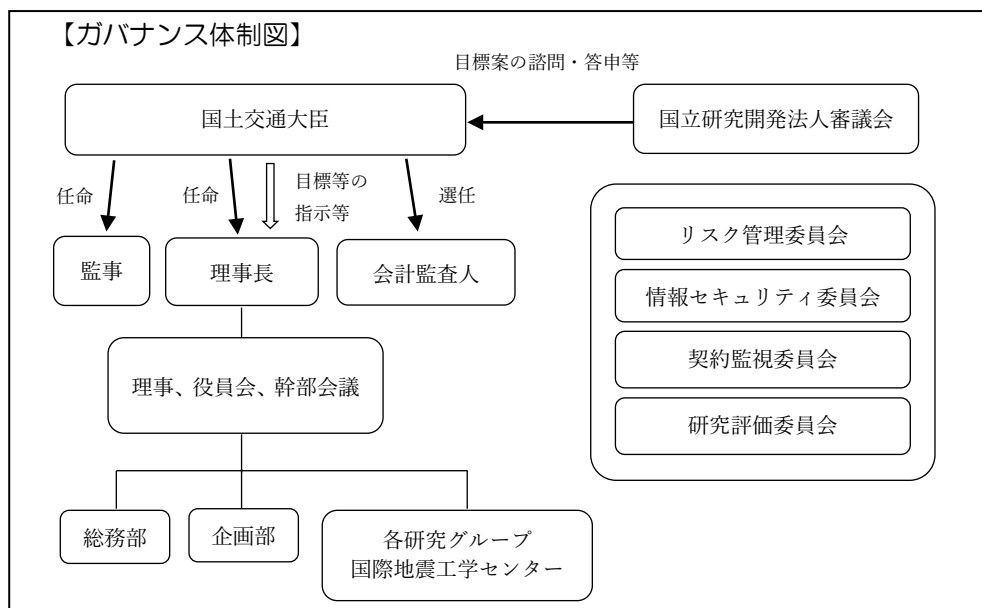 【ガバナンス体制図】
目標案の諮問・答申等
国土交通大臣
国立研究開発法人審議会
任命
任命
目標等の
指示等
選任
監事
理事長
会計監査人
リスク管理委員会
情報セキュリティ委員会
契約監視委員会
研究評価委員会
理事、役員会、幹部会議
総務部
企画部
各研究グループ
国際地震工学センター